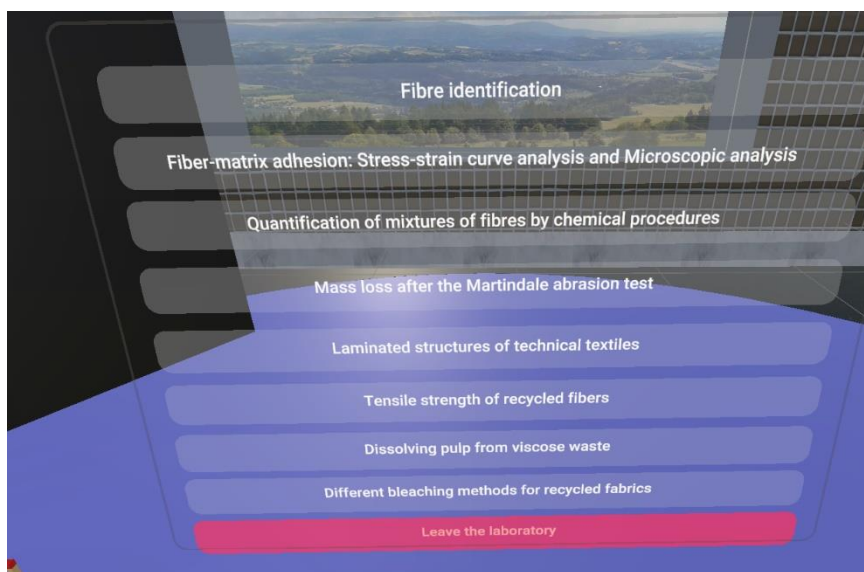 Fibre identification
Fiber-matrix adhesion: Stress-strain curve analysis and Microscopic analysis
Quantification of mixtures of fibres by chemical procedures
Mass loss after the Martindale abrasion test
Laminated structures of technical textiles
Tensile strength of recycled fibers
Dissolving pulp from viscose waste
Different bleaching methods for recycled fabrics
Leave the laboratory